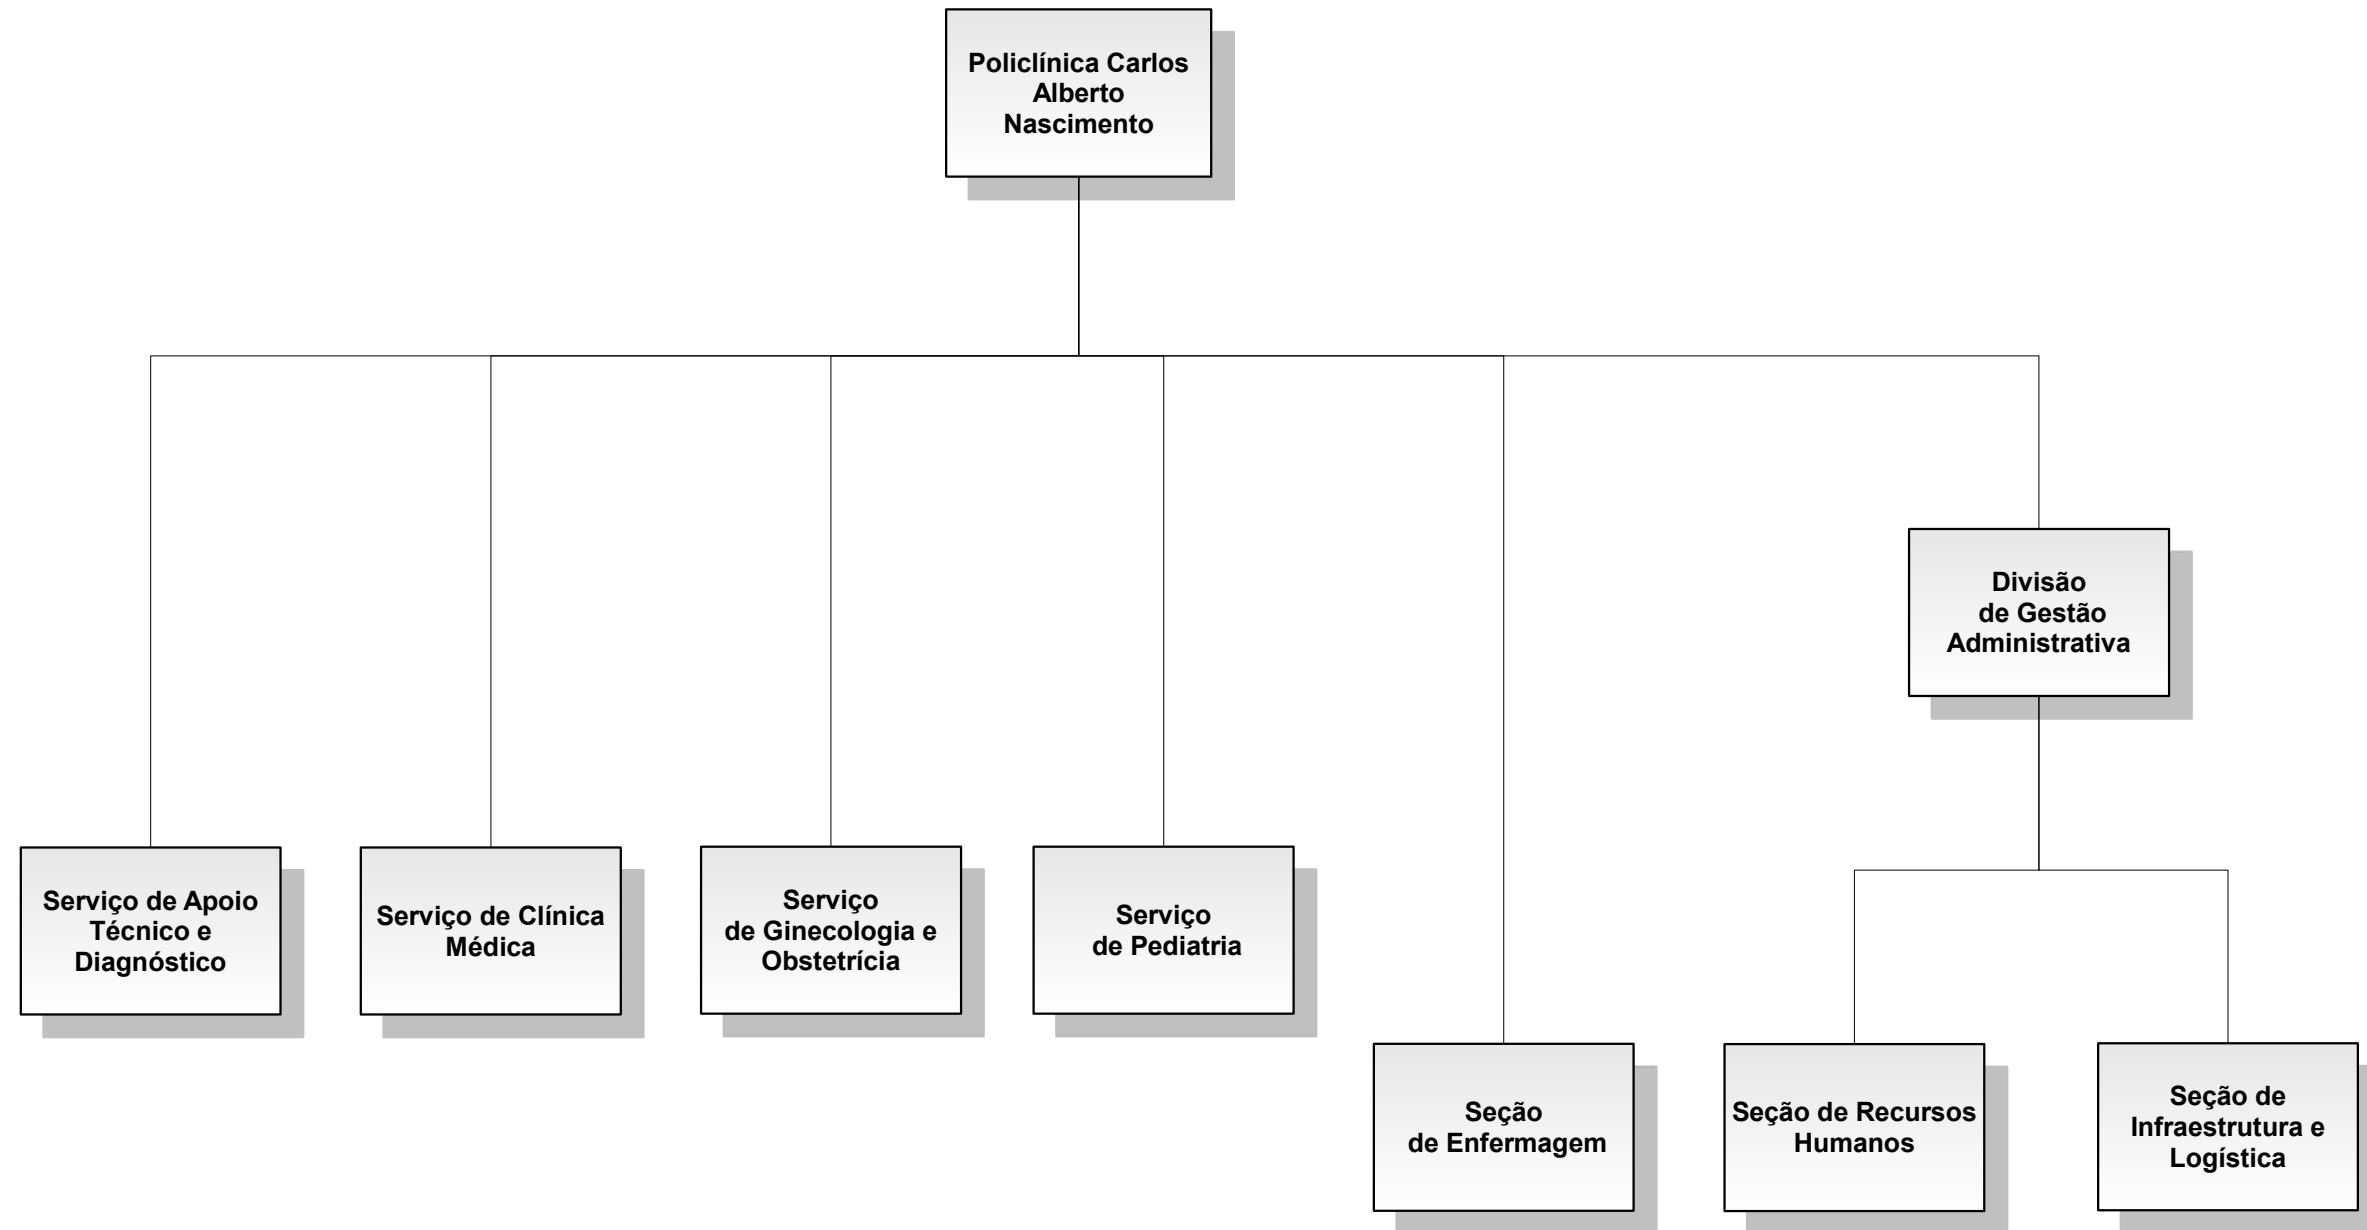 Policlínica Carlos
Alberto
Nascimento
Divisão
de Gestão
Administrativa
Serviço de Apoio
Técnico e
Diagnóstico
Serviço de Clínica
Médica
Serviço
de Ginecologia e
Obstetrícia
Serviço
de Pediatria
Seção
de Enfermagem
Seção de Recursos
Humanos
Seção de
Infraestrutura e
Logística